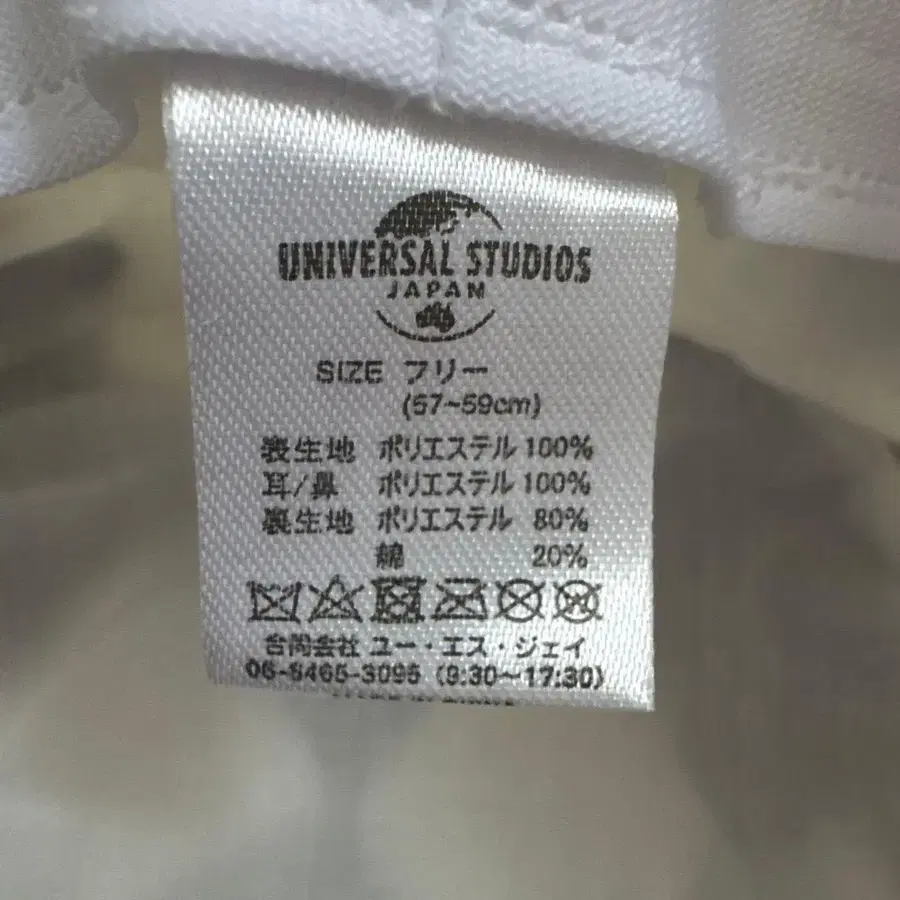 UNIVERSAL STUDIOS
JAPAN
SIZE フリー
(57~59cm)
表生地 ポリエステル 100%
耳/鼻 ポリエステル 100%
裏生地 ポリエステル 80%
綿 20%
合同会社 ユー・エス・ジェイ
06-6465-3095 (9:30～17:30)